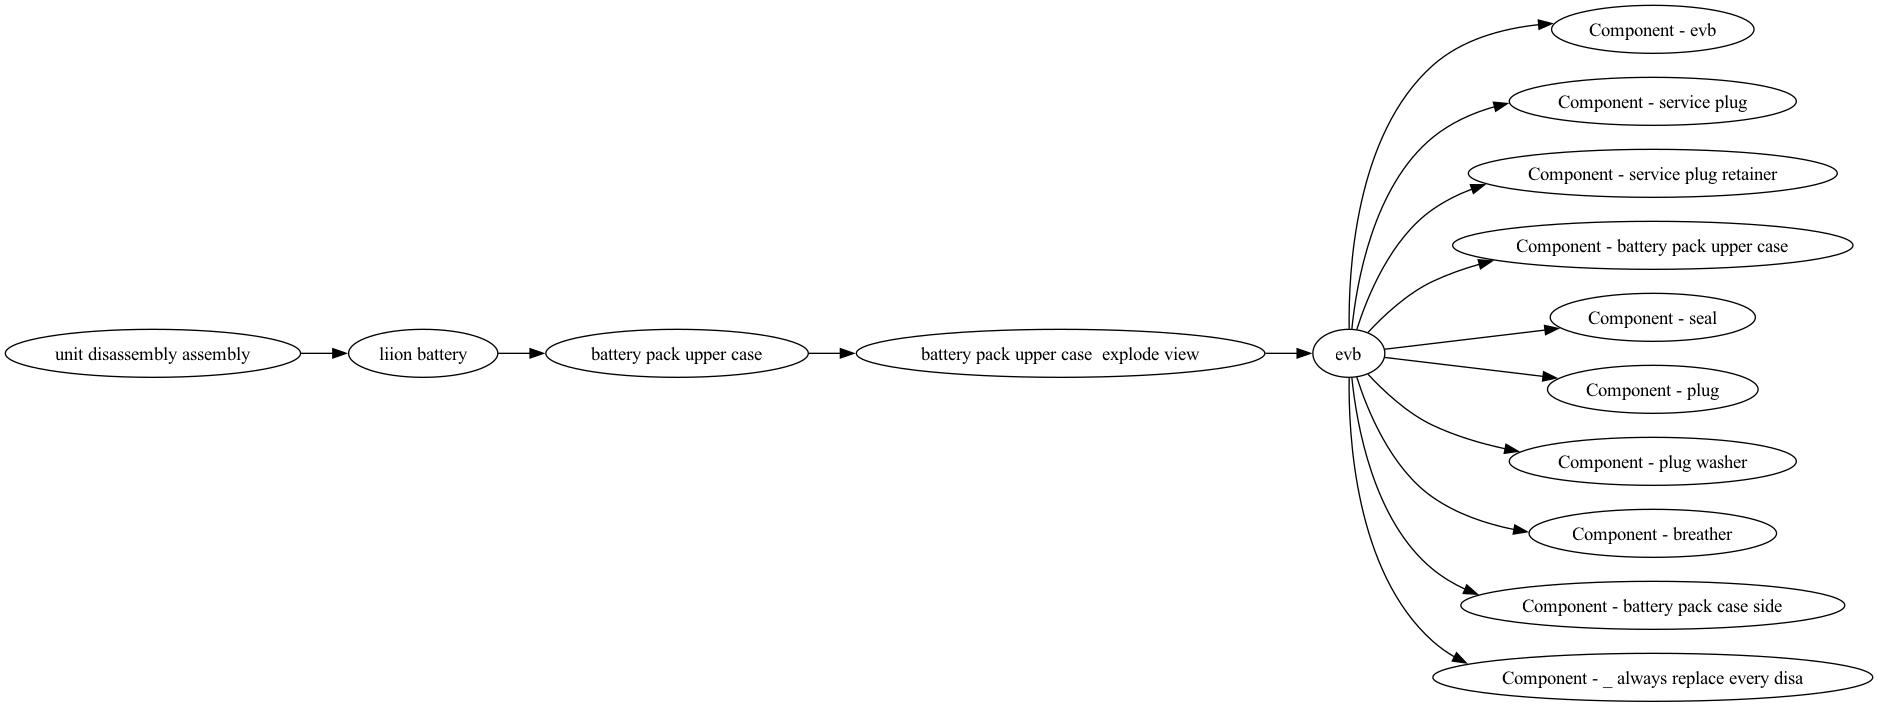 unit disassembly assembly
liion battery
battery pack upper case
battery pack upper case  explode view
evb
Component - evb
Component - service plug
Component - service plug retainer
Component - battery pack upper case
Component - seal
Component - plug
Component - plug washer
Component - breather
Component - battery pack case side
Component - _ always replace every disa